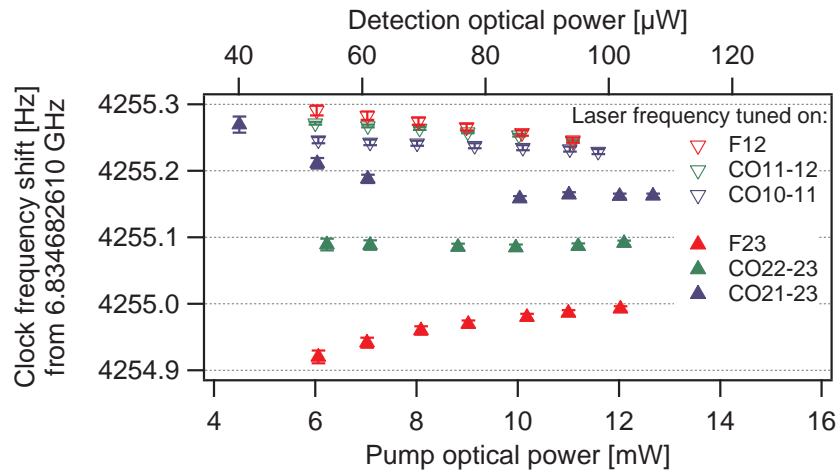 Detection optical power [µW]
40 60 80 100 120
Clock frequency shift [Hz]
from 6.834682610 GHz
4255.3
4255.2
4255.1
4255.0
4254.9
Laser frequency tuned on:
F12
CO11-12
CO10-11
F23
CO22-23
CO21-23
4 6 8 10 12 14 16
Pump optical power [mW]